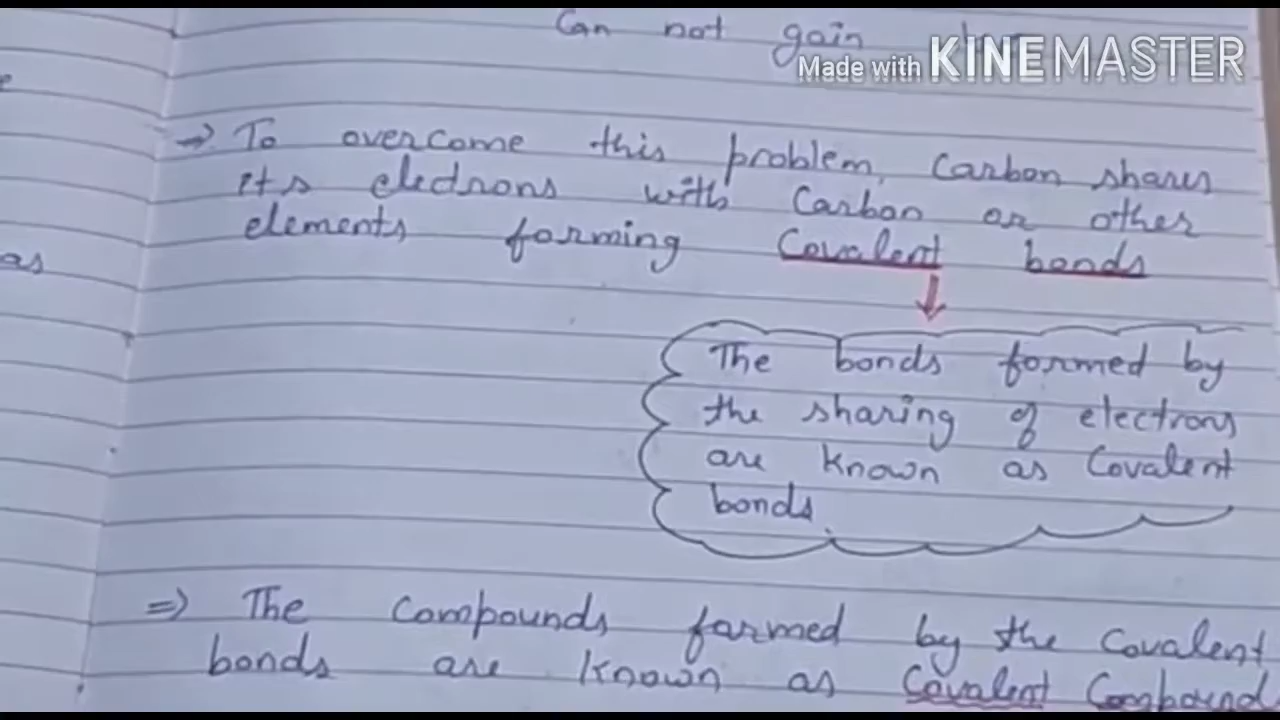 Can not gain
Made with KINEMASTER
→ To overcome this problem, Carbon shares
its electrons with Carbon or other
elements forming Covalent bonds
The bonds formed by
the sharing of electrons
are known as Covalent
bonds.
as
⇒ The Compounds formed by the Covalent
bonds are known as Covalent Compound